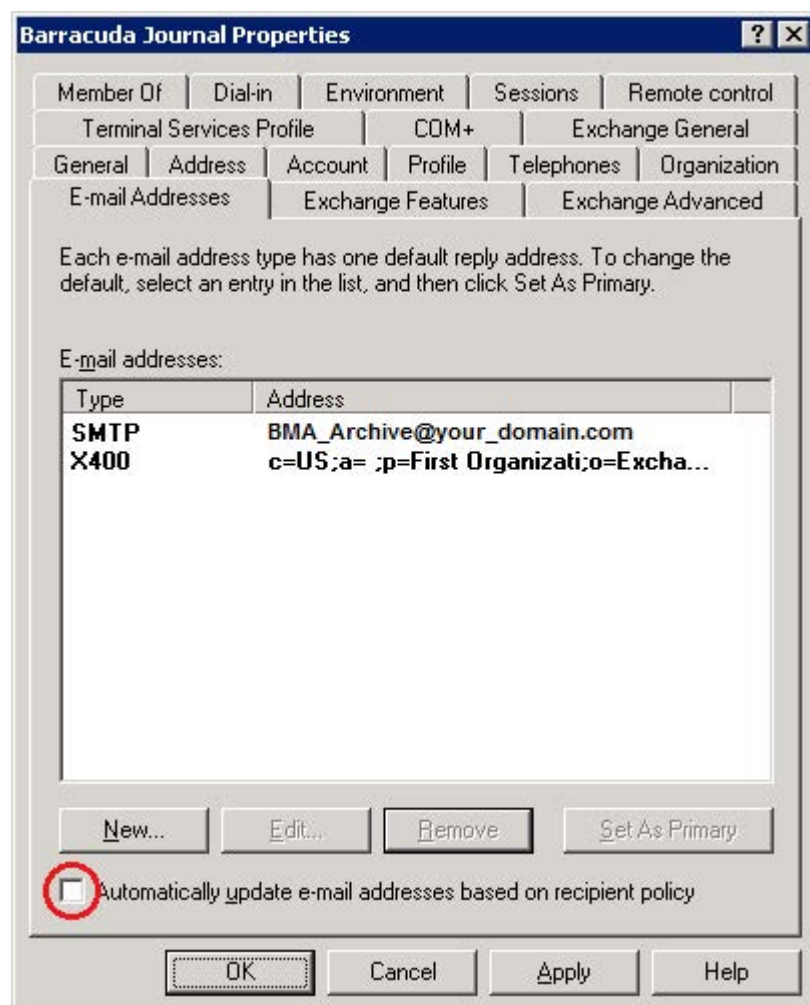 Barracuda Journal Properties
Member Of Dial-in Environment Sessions Remote control
Terminal Services Profile COM+ Exchange General
General Address Account Profile Telephones Organization
E-mail Addresses Exchange Features Exchange Advanced
Each e-mail address type has one default reply address. To change the
default, select an entry in the list, and then click Set As Primary.
E-mail addresses:
Type Address
SMTP BMA_Archive@your_domain.com
X400 c=US;a= ;p=First Organizati;o=Excha...
New... Edit... Remove Set As Primary
Automatically update e-mail addresses based on recipient policy
OK Cancel Apply Help